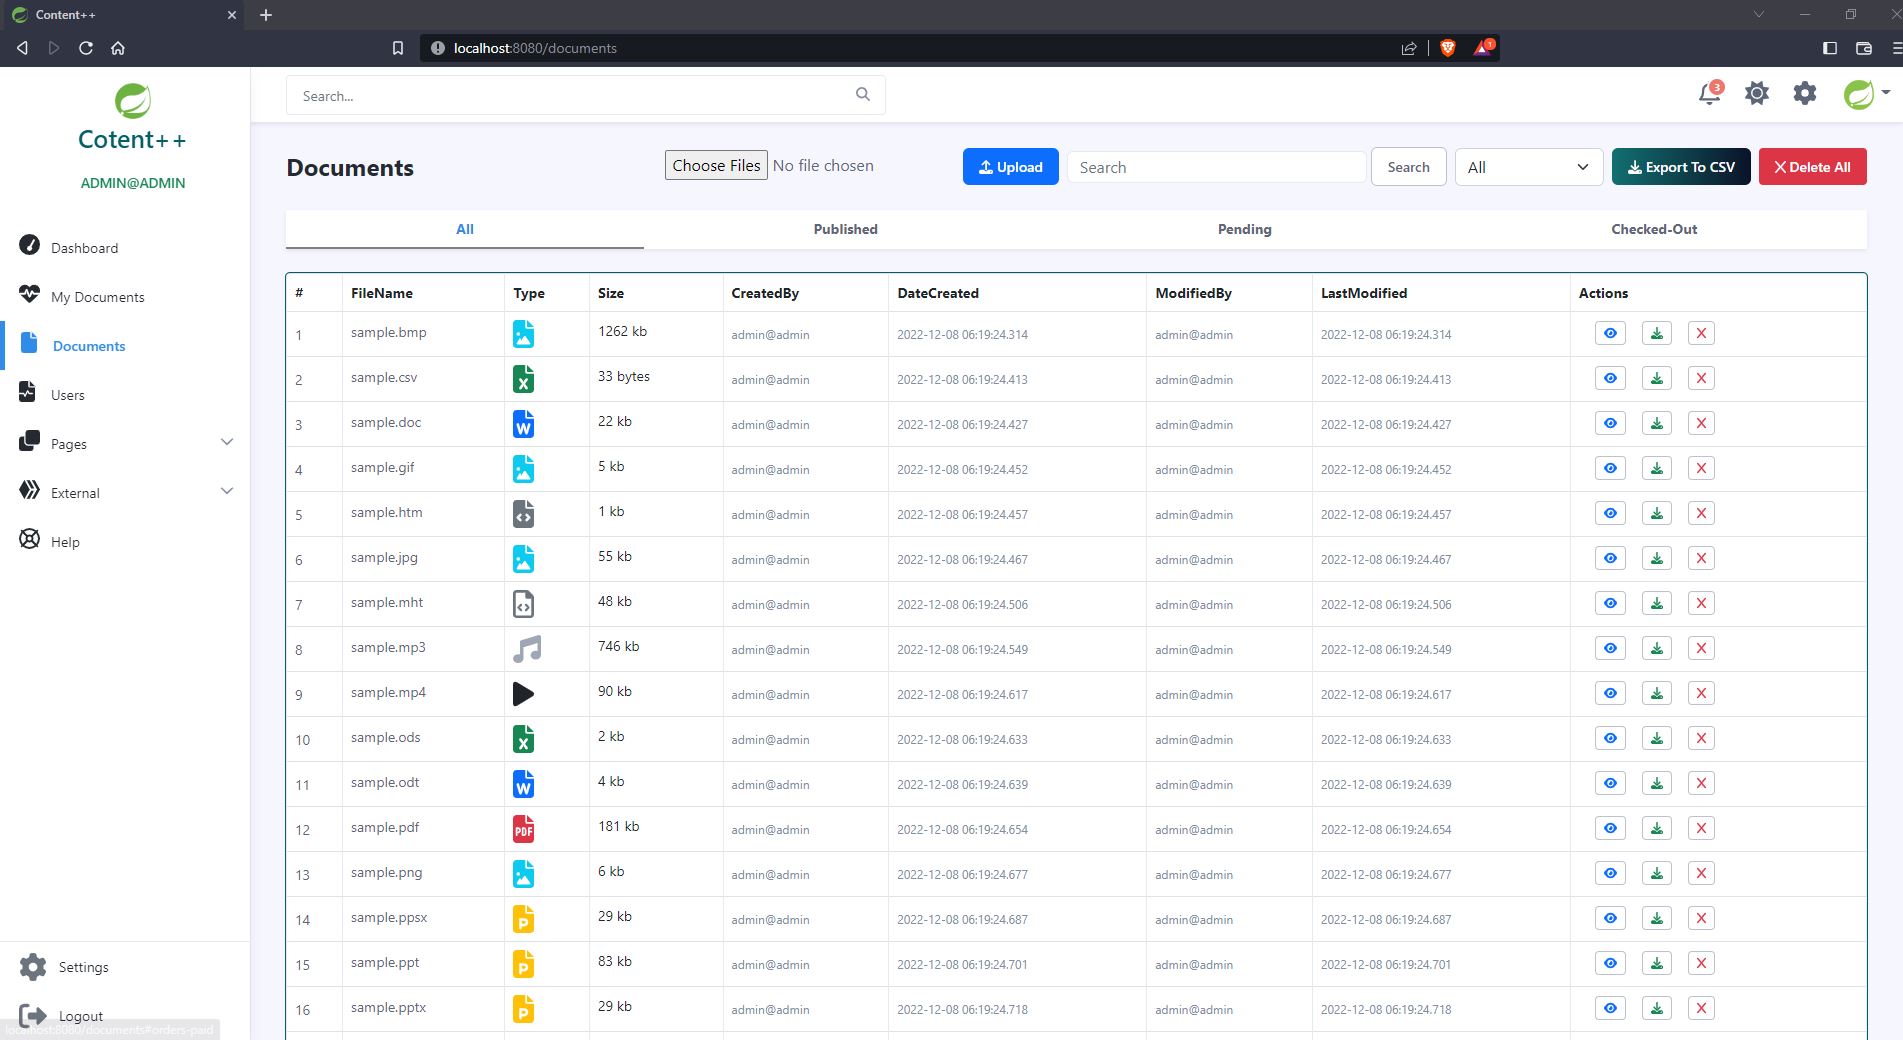 Content++
localhost:8080/documents
1
Cotent++
ADMIN@ADMIN
Dashboard
My Documents
Documents
Users
Pages
External
Help
Settings
Logout
localhost:8080/documents#orders-paid
Search...
3
Documents
Choose Files No file chosen
Upload
Search
Search
All
Export To CSV
Delete All
All Published Pending Checked-Out
# FileName Type Size CreatedBy DateCreated ModifiedBy LastModified Actions
1 sample.bmp 1262 kb admin@admin 2022-12-08 06:19:24.314 admin@admin 2022-12-08 06:19:24.314
2 sample.csv X 33 bytes admin@admin 2022-12-08 06:19:24.413 admin@admin 2022-12-08 06:19:24.413
3 sample.doc W 22 kb admin@admin 2022-12-08 06:19:24.427 admin@admin 2022-12-08 06:19:24.427
4 sample.gif 5 kb admin@admin 2022-12-08 06:19:24.452 admin@admin 2022-12-08 06:19:24.452
5 sample.htm 1 kb admin@admin 2022-12-08 06:19:24.457 admin@admin 2022-12-08 06:19:24.457
6 sample.jpg 55 kb admin@admin 2022-12-08 06:19:24.467 admin@admin 2022-12-08 06:19:24.467
7 sample.mht 48 kb admin@admin 2022-12-08 06:19:24.506 admin@admin 2022-12-08 06:19:24.506
8 sample.mp3 746 kb admin@admin 2022-12-08 06:19:24.549 admin@admin 2022-12-08 06:19:24.549
9 sample.mp4 90 kb admin@admin 2022-12-08 06:19:24.617 admin@admin 2022-12-08 06:19:24.617
10 sample.ods X 2 kb admin@admin 2022-12-08 06:19:24.633 admin@admin 2022-12-08 06:19:24.633
11 sample.odt W 4 kb admin@admin 2022-12-08 06:19:24.639 admin@admin 2022-12-08 06:19:24.639
12 sample.pdf PDF 181 kb admin@admin 2022-12-08 06:19:24.654 admin@admin 2022-12-08 06:19:24.654
13 sample.png 6 kb admin@admin 2022-12-08 06:19:24.677 admin@admin 2022-12-08 06:19:24.677
14 sample.ppsx P 29 kb admin@admin 2022-12-08 06:19:24.687 admin@admin 2022-12-08 06:19:24.687
15 sample.ppt P 83 kb admin@admin 2022-12-08 06:19:24.701 admin@admin 2022-12-08 06:19:24.701
16 sample.pptx P 29 kb admin@admin 2022-12-08 06:19:24.718 admin@admin 2022-12-08 06:19:24.718